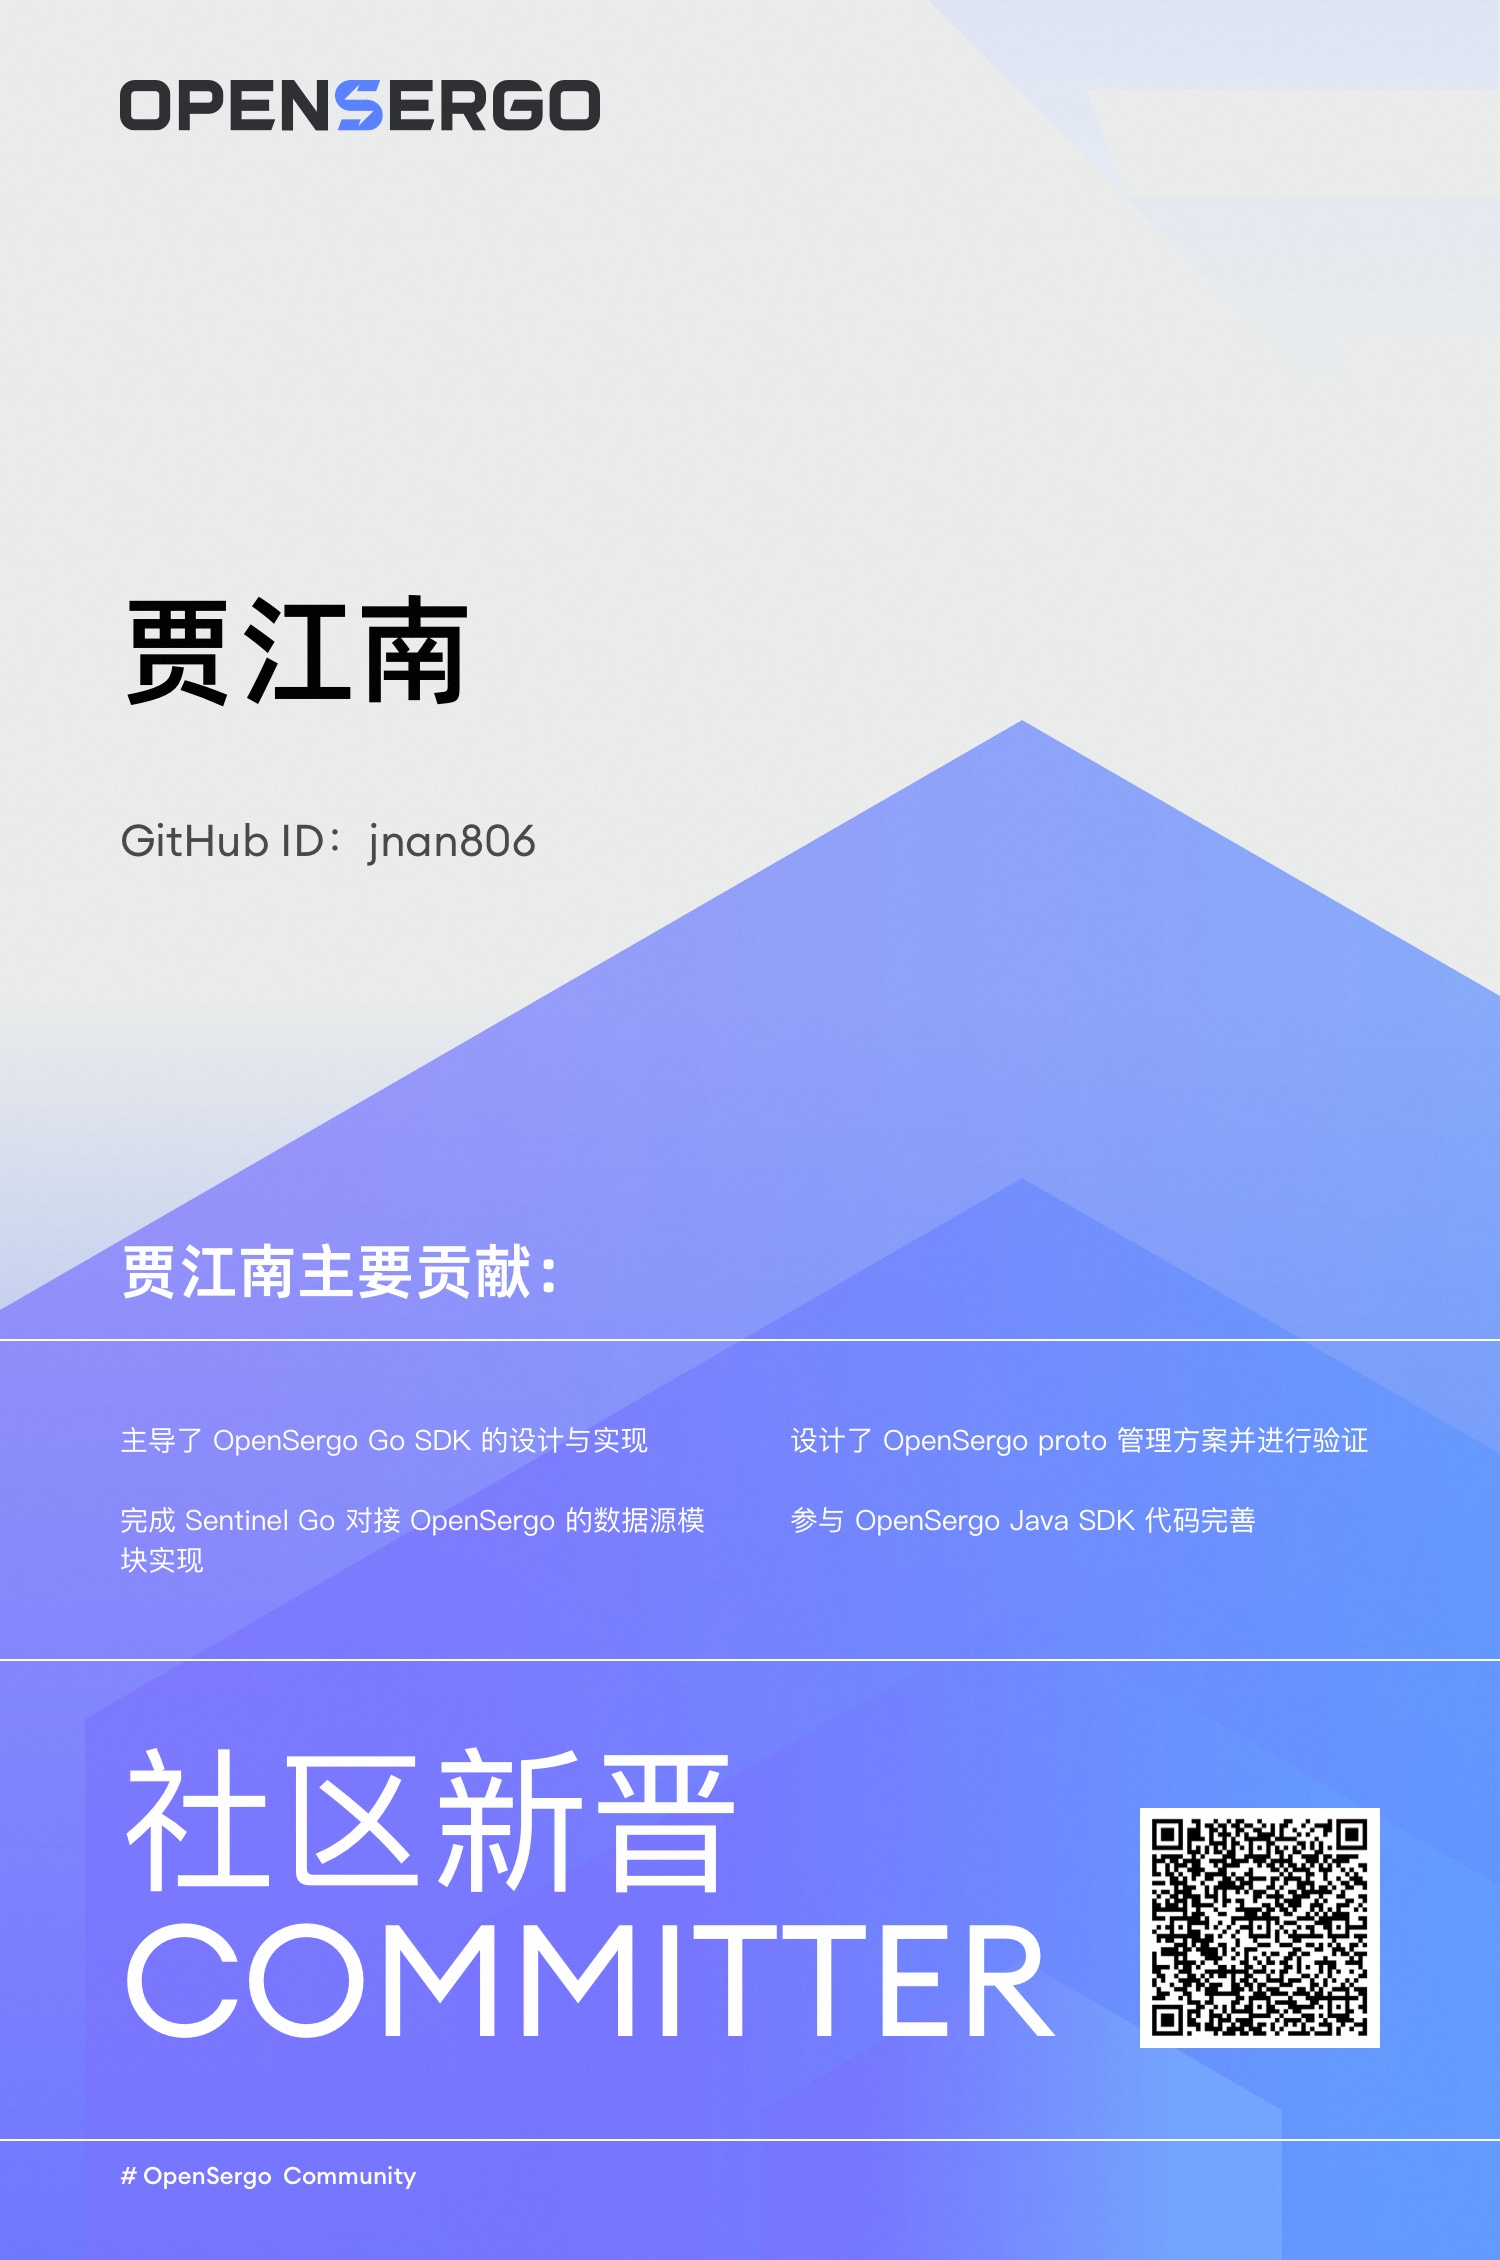 OPENSERGO
贾江南
GitHub ID：jnan806
贾江南主要贡献：
主导了 OpenSergo Go SDK 的设计与实现
设计了 OpenSergo proto 管理方案并进行验证
完成 Sentinel Go 对接 OpenSergo 的数据源模
块实现
参与 OpenSergo Java SDK 代码完善
社区新晋
COMMITTER
# OpenSergo Community